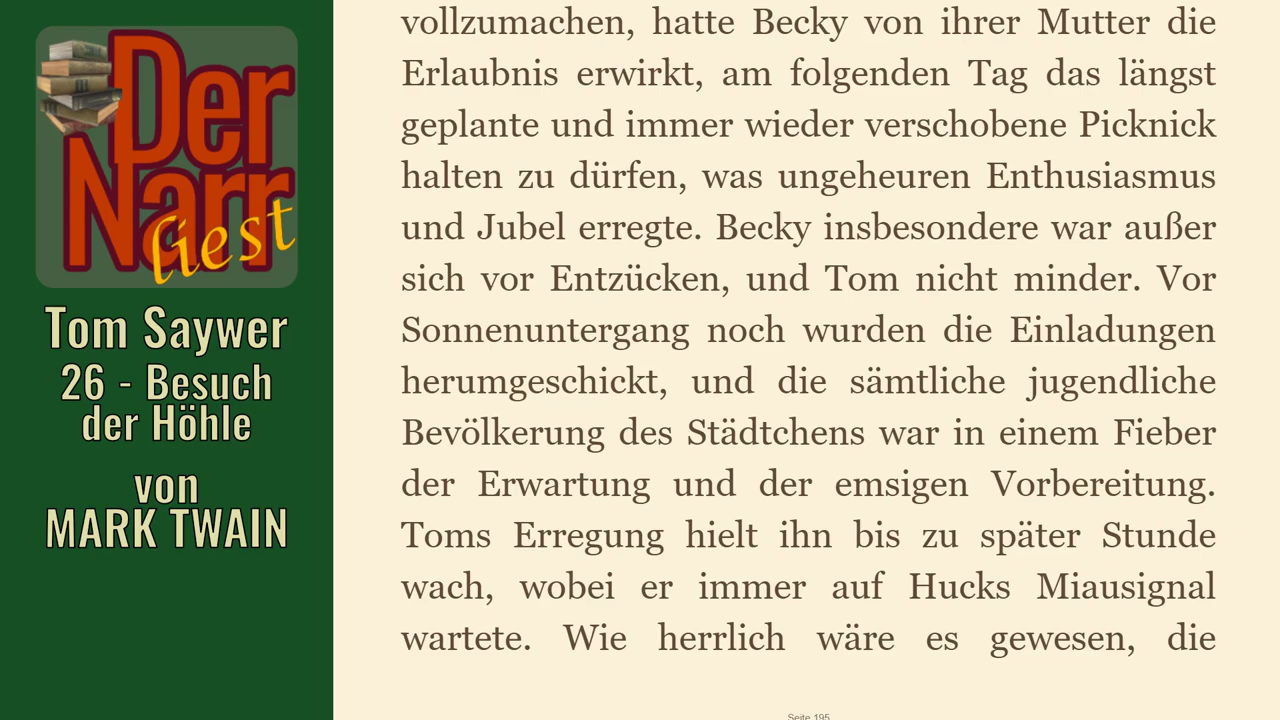 Der
Narr
liest
Tom Saywer
26 - Besuch
der Höhle
von
MARK TWAIN
vollzumachen, hatte Becky von ihrer Mutter die
Erlaubnis erwirkt, am folgenden Tag das längst
geplante und immer wieder verschobene Picknick
halten zu dürfen, was ungeheuren Enthusiasmus
und Jubel erregte. Becky insbesondere war außer
sich vor Entzücken, und Tom nicht minder. Vor
Sonnenuntergang noch wurden die Einladungen
herumgeschickt, und die sämtliche jugendliche
Bevölkerung des Städtchens war in einem Fieber
der Erwartung und der emsigen Vorbereitung.
Toms Erregung hielt ihn bis zu später Stunde
wach, wobei er immer auf Hucks Miausignal
wartete. Wie herrlich wäre es gewesen, die
Seite 195